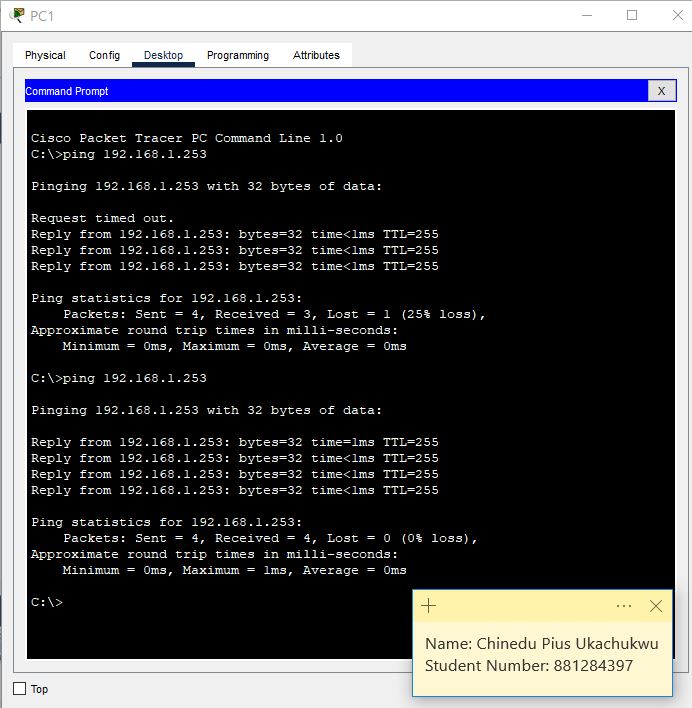 PC1
Physical Config Desktop Programming Attributes
Command Prompt
X
Cisco Packet Tracer PC Command Line 1.0
C:\>ping 192.168.1.253
Pinging 192.168.1.253 with 32 bytes of data:
Request timed out.
Reply from 192.168.1.253: bytes=32 time<1ms TTL=255
Reply from 192.168.1.253: bytes=32 time<1ms TTL=255
Reply from 192.168.1.253: bytes=32 time<1ms TTL=255
Ping statistics for 192.168.1.253:
Packets: Sent = 4, Received = 3, Lost = 1 (25% loss),
Approximate round trip times in milli-seconds:
Minimum = 0ms, Maximum = 0ms, Average = 0ms
C:\>ping 192.168.1.253
Pinging 192.168.1.253 with 32 bytes of data:
Reply from 192.168.1.253: bytes=32 time=1ms TTL=255
Reply from 192.168.1.253: bytes=32 time<1ms TTL=255
Reply from 192.168.1.253: bytes=32 time<1ms TTL=255
Reply from 192.168.1.253: bytes=32 time<1ms TTL=255
Ping statistics for 192.168.1.253:
Packets: Sent = 4, Received = 4, Lost = 0 (0% loss),
Approximate round trip times in milli-seconds:
Minimum = 0ms, Maximum = 1ms, Average = 0ms
C:\>
Name: Chinedu Pius Ukachukwu
Student Number: 881284397
Top